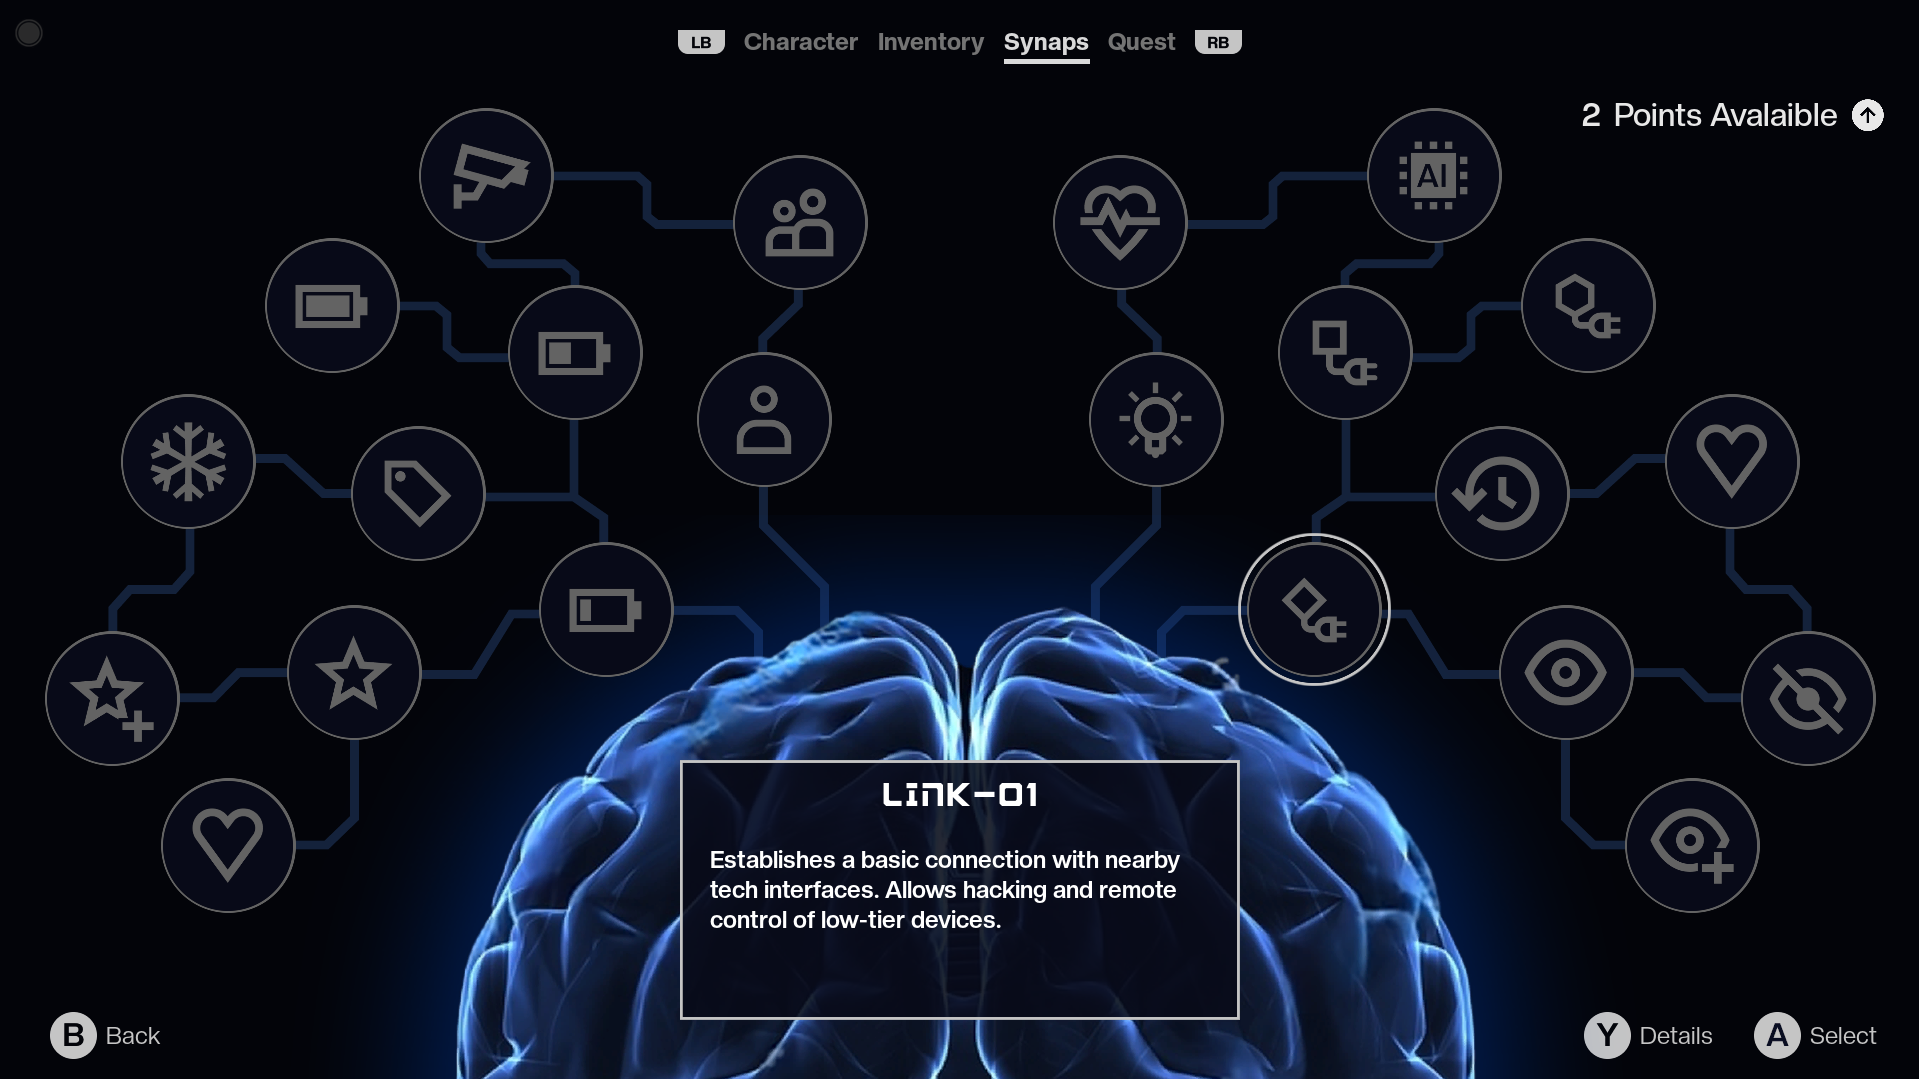 LB Character Inventory Synaps Quest RB
2 Points Avalaible
AI
LINK-01
Establishes a basic connection with nearby
tech interfaces. Allows hacking and remote
control of low-tier devices.
B Back
Y Details A Select